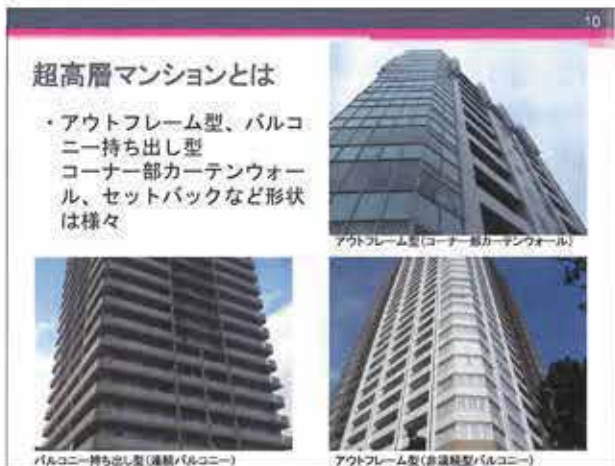 10
超高層マンションとは
・アウトフレーム型、バルコ
ニー持ち出し型
コーナー部カーテンウォー
ル、セットバックなど形状
は様々
アウトフレーム型(コーナー部カーテンウォール)
バルコニー持ち出し型(連続バルコニー)
アウトフレーム型(非連続型バルコニー)